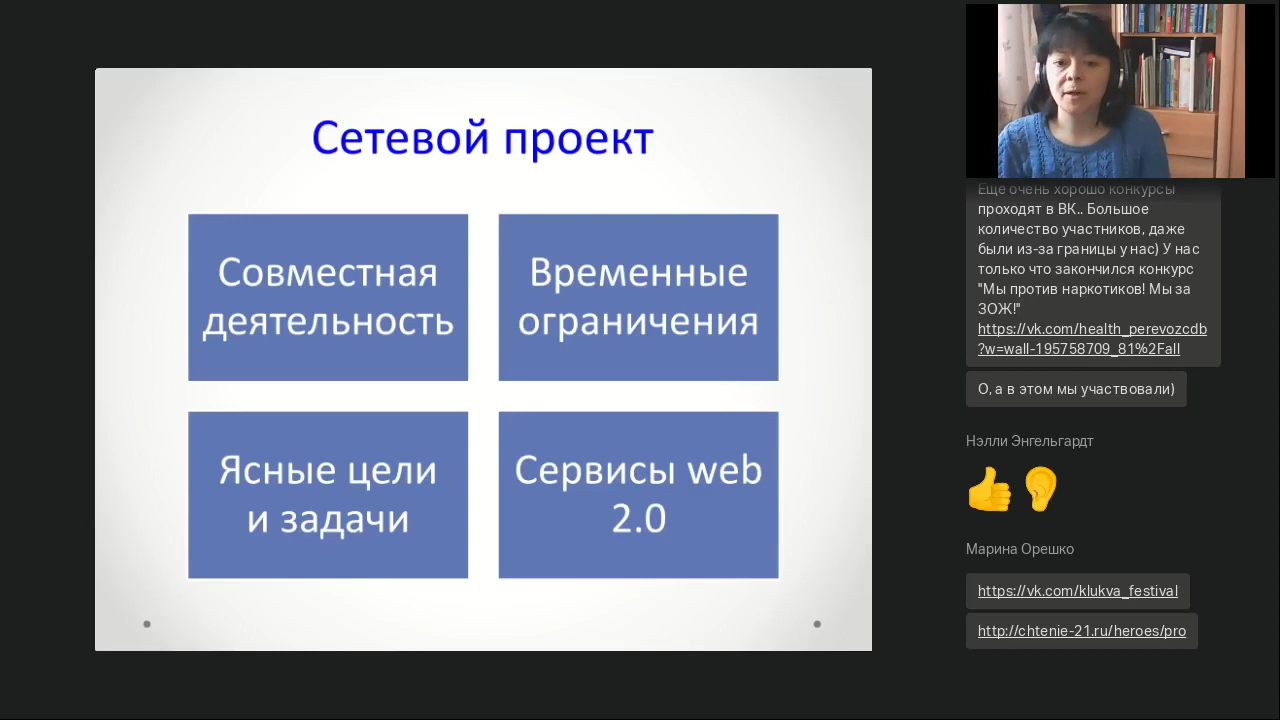 Сетевой проект
Совместная
деятельность
Временные
ограничения
Ясные цели
и задачи
Сервисы web
2.0
Еще очень хорошо конкурсы
проходят в ВК.. Большое
количество участников, даже
были из-за границы у нас) У нас
только что закончился конкурс
"Мы против наркотиков! Мы за
ЗОЖ!"
https://vk.com/health_perevozcdb
?w=wall-195758709_81%2Fall
О, а в этом мы участвовали)
Нэлли Энгельгардт
Марина Орешко
https://vk.com/klukva_festival
http://chtenie-21.ru/heroes/pro